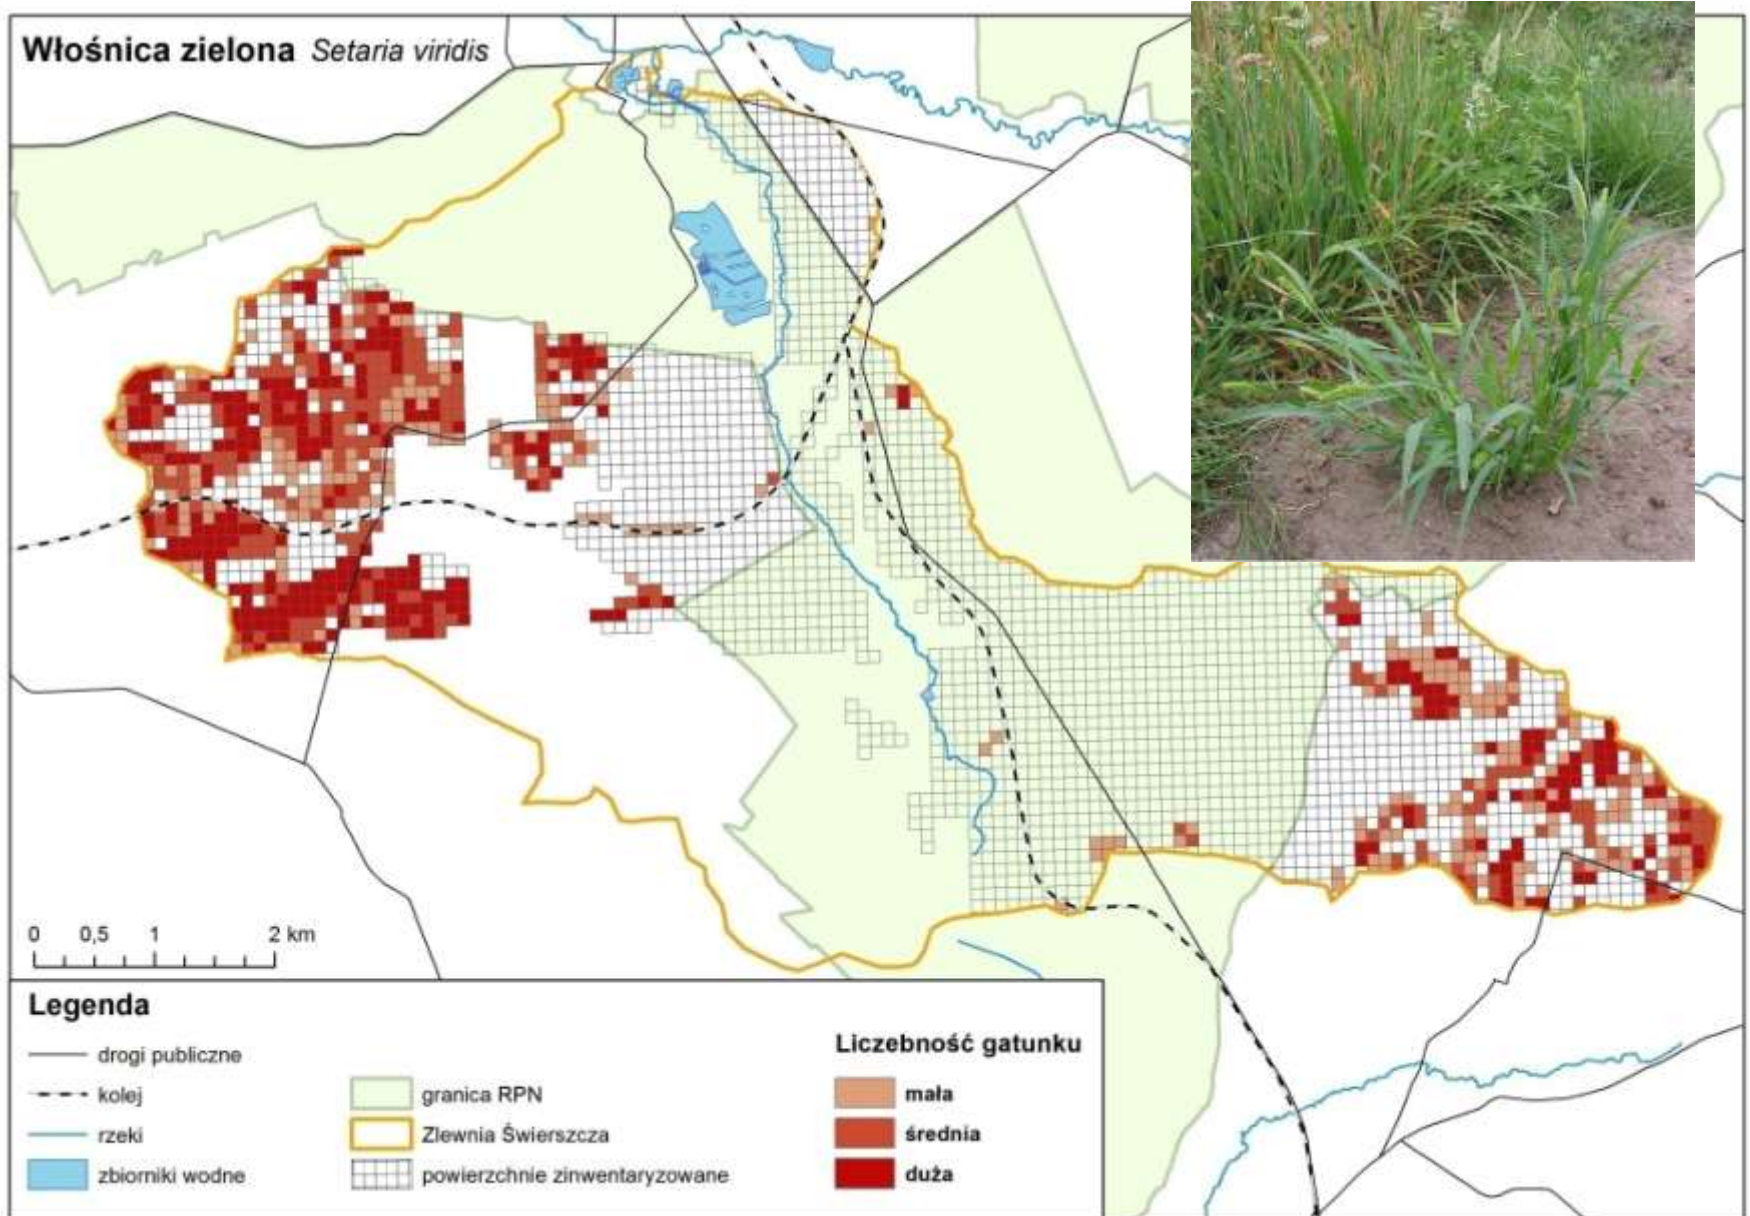 Włośnica zielona Setaria viridis
0 0,5 1 2 km
Legenda
drogi publiczne
kolej
rzeki
zbiorniki wodne
granica RPN
Zlewnia Świerszcza
powierzchnie zinwentaryzowane
Liczebność gatunku
mała
średnia
duża